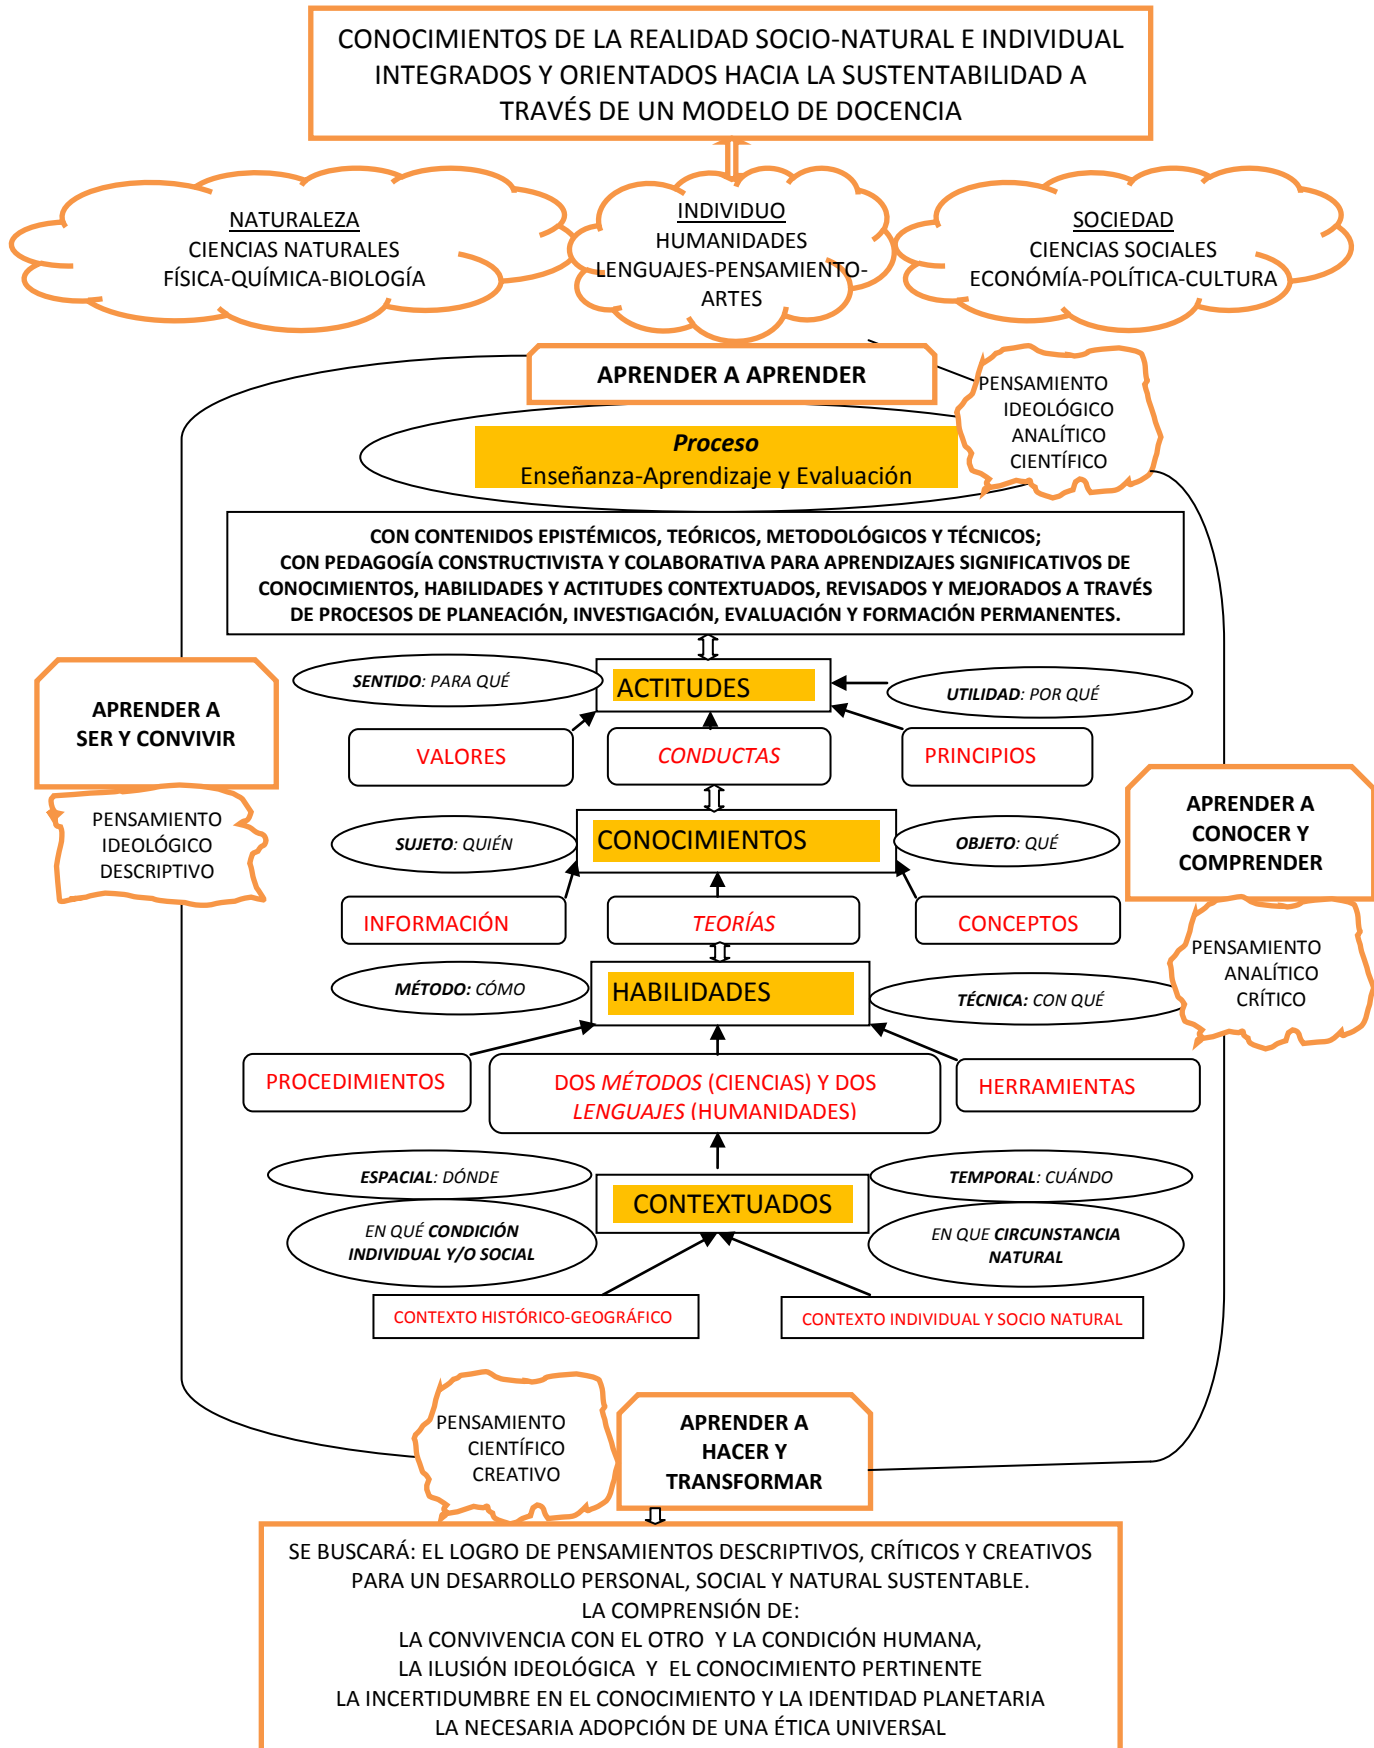 CONOCIMIENTOS DE LA REALIDAD SOCIO-NATURAL E INDIVIDUAL
INTEGRADOS Y ORIENTADOS HACIA LA SUSTENTABILIDAD A
TRAVÉS DE UN MODELO DE DOCENCIA
NATURALEZA
CIENCIAS NATURALES
FÍSICA-QUÍMICA-BIOLOGÍA
INDIVIDUO
HUMANIDADES
LENGUAJES-PENSAMIENTO-
ARTES
SOCIEDAD
CIENCIAS SOCIALES
ECONÓMÍA-POLÍTICA-CULTURA
APRENDER A APRENDER
PENSAMIENTO
IDEOLÓGICO
ANALÍTICO
CIENTÍFICO
Proceso
Enseñanza-Aprendizaje y Evaluación
CON CONTENIDOS EPISTÉMICOS, TEÓRICOS, METODOLÓGICOS Y TÉCNICOS;
CON PEDAGOGÍA CONSTRUCTIVISTA Y COLABORATIVA PARA APRENDIZAJES SIGNIFICATIVOS DE
CONOCIMIENTOS, HABILIDADES Y ACTITUDES CONTEXTUADOS, REVISADOS Y MEJORADOS A TRAVÉS
DE PROCESOS DE PLANEACIÓN, INVESTIGACIÓN, EVALUACIÓN Y FORMACIÓN PERMANENTES.
APRENDER A
SER Y CONVIVIR
PENSAMIENTO
IDEOLÓGICO
DESCRIPTIVO
SENTIDO: PARA QUÉ
ACTITUDES
UTILIDAD: POR QUÉ
VALORES
CONDUCTAS
PRINCIPIOS
SUJETO: QUIÉN
CONOCIMIENTOS
OBJETO: QUÉ
INFORMACIÓN
TEORÍAS
CONCEPTOS
APRENDER A
CONOCER Y
COMPRENDER
PENSAMIENTO
ANALÍTICO
CRÍTICO
MÉTODO: CÓMO
HABILIDADES
TÉCNICA: CON QUÉ
PROCEDIMIENTOS
DOS MÉTODOS (CIENCIAS) Y DOS
LENGUAJES (HUMANIDADES)
HERRAMIENTAS
ESPACIAL: DÓNDE
CONTEXTUADOS
TEMPORAL: CUÁNDO
EN QUÉ CONDICIÓN
INDIVIDUAL Y/O SOCIAL
EN QUE CIRCUNSTANCIA
NATURAL
CONTEXTO HISTÓRICO-GEOGRÁFICO
CONTEXTO INDIVIDUAL Y SOCIO NATURAL
PENSAMIENTO
CIENTÍFICO
CREATIVO
APRENDER A
HACER Y
TRANSFORMAR
SE BUSCARÁ: EL LOGRO DE PENSAMIENTOS DESCRIPTIVOS, CRÍTICOS Y CREATIVOS
PARA UN DESARROLLO PERSONAL, SOCIAL Y NATURAL SUSTENTABLE.
LA COMPRENSIÓN DE:
LA CONVIVENCIA CON EL OTRO Y LA CONDICIÓN HUMANA,
LA ILUSIÓN IDEOLÓGICA Y EL CONOCIMIENTO PERTINENTE
LA INCERTIDUMBRE EN EL CONOCIMIENTO Y LA IDENTIDAD PLANETARIA
LA NECESARIA ADOPCIÓN DE UNA ÉTICA UNIVERSAL